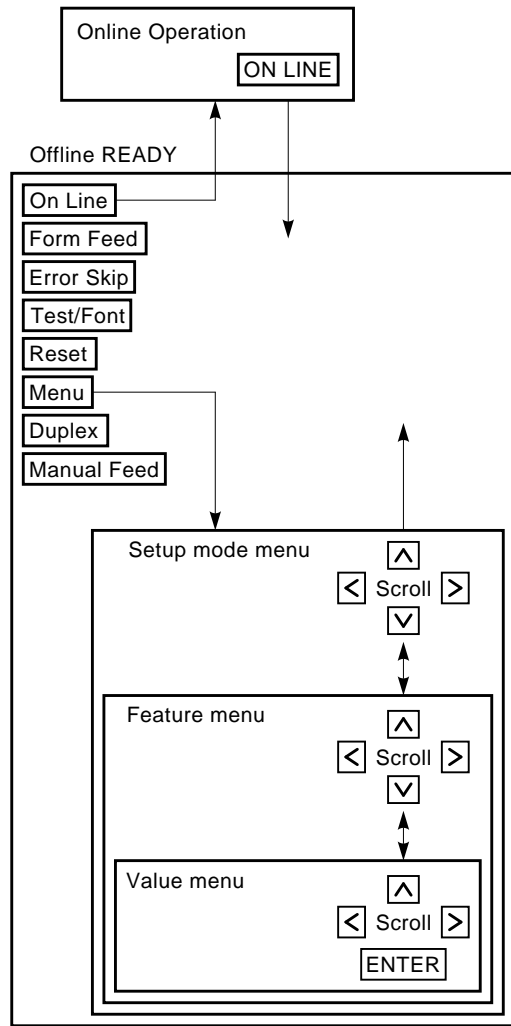 Online Operation
ON LINE
Offline READY
On Line
Form Feed
Error Skip
Test/Font
Reset
Menu
Duplex
Manual Feed
Setup mode menu
Scroll
Feature menu
Scroll
Value menu
Scroll
ENTER